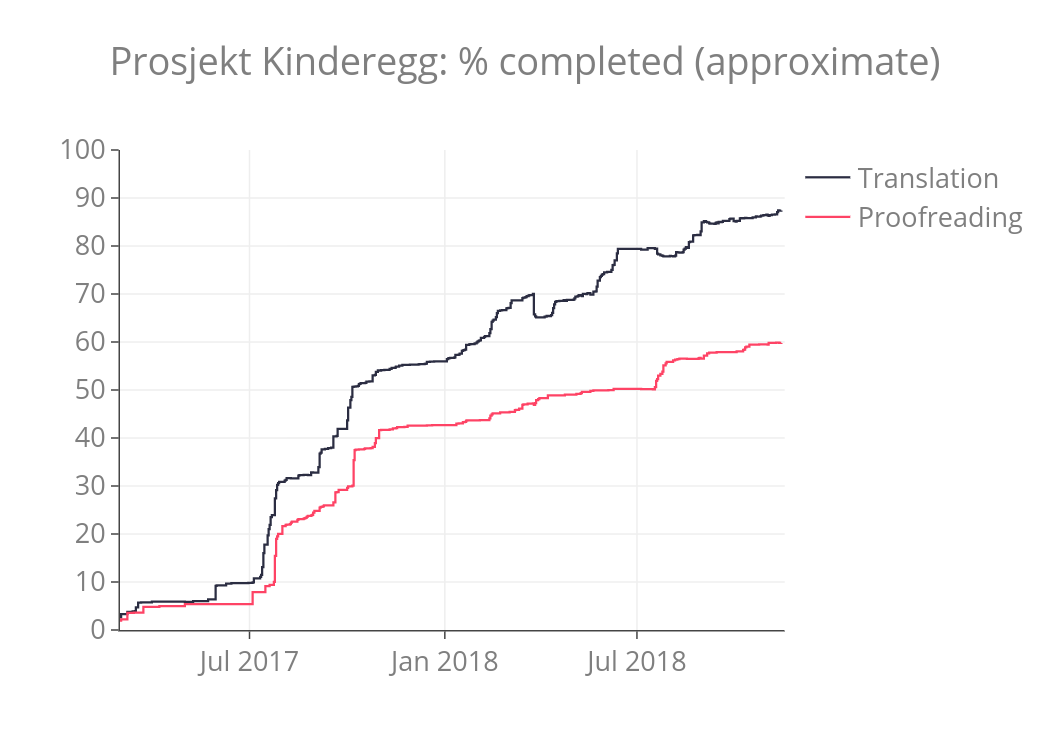 Prosjekt Kinderegg: % completed (approximate)
100
90
80
70
60
50
40
30
20
10
0
Jul 2017
Jan 2018
Jul 2018
Translation
Proofreading